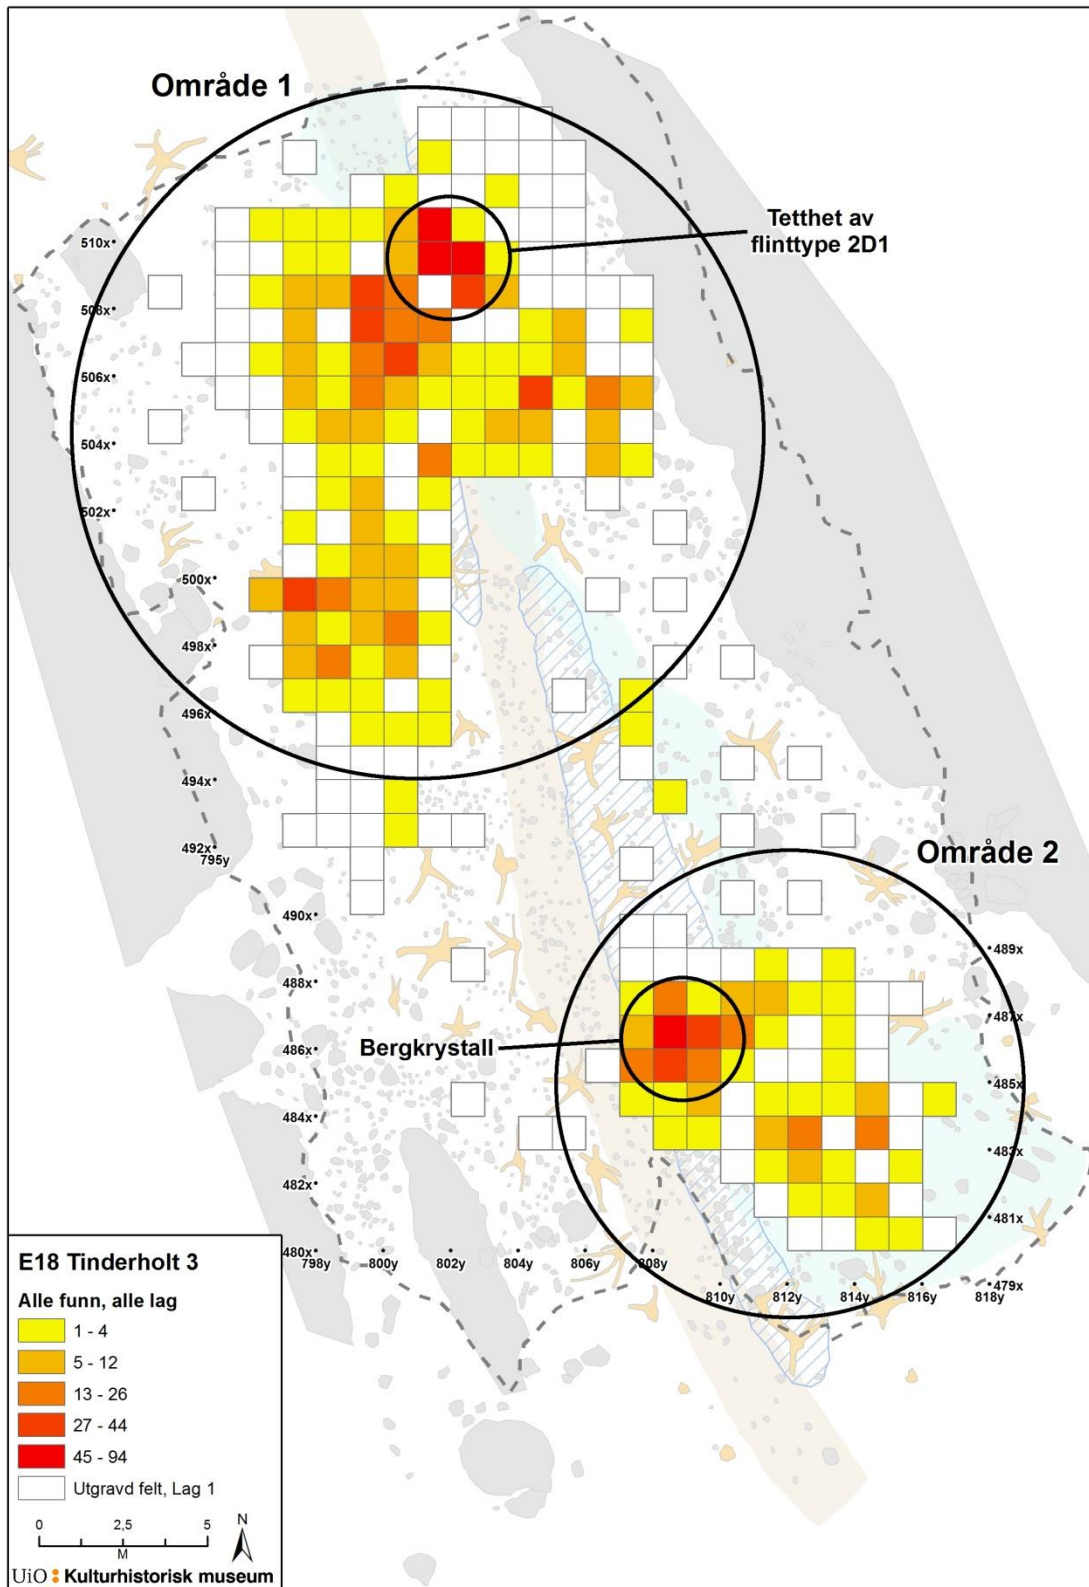 Område 1
Tetthet av
flinttype 2D1
510x
508x
506x
504x
502x
500x
498x
496x
494x
492x
795y
490x
Område 2
489x
488x
487x
486x
Bergkrystall
485x
484x
483x
482x
481x
480x
479x
798y
800y
802y
804y
806y
808y
810y
812y
814y
816y
818y
E18 Tinderholt 3
Alle funn, alle lag
1 - 4
5 - 12
13 - 26
27 - 44
45 - 94
Utgravd felt, Lag 1
0 2,5 5
M
N
UiO Kulturhistorisk museum